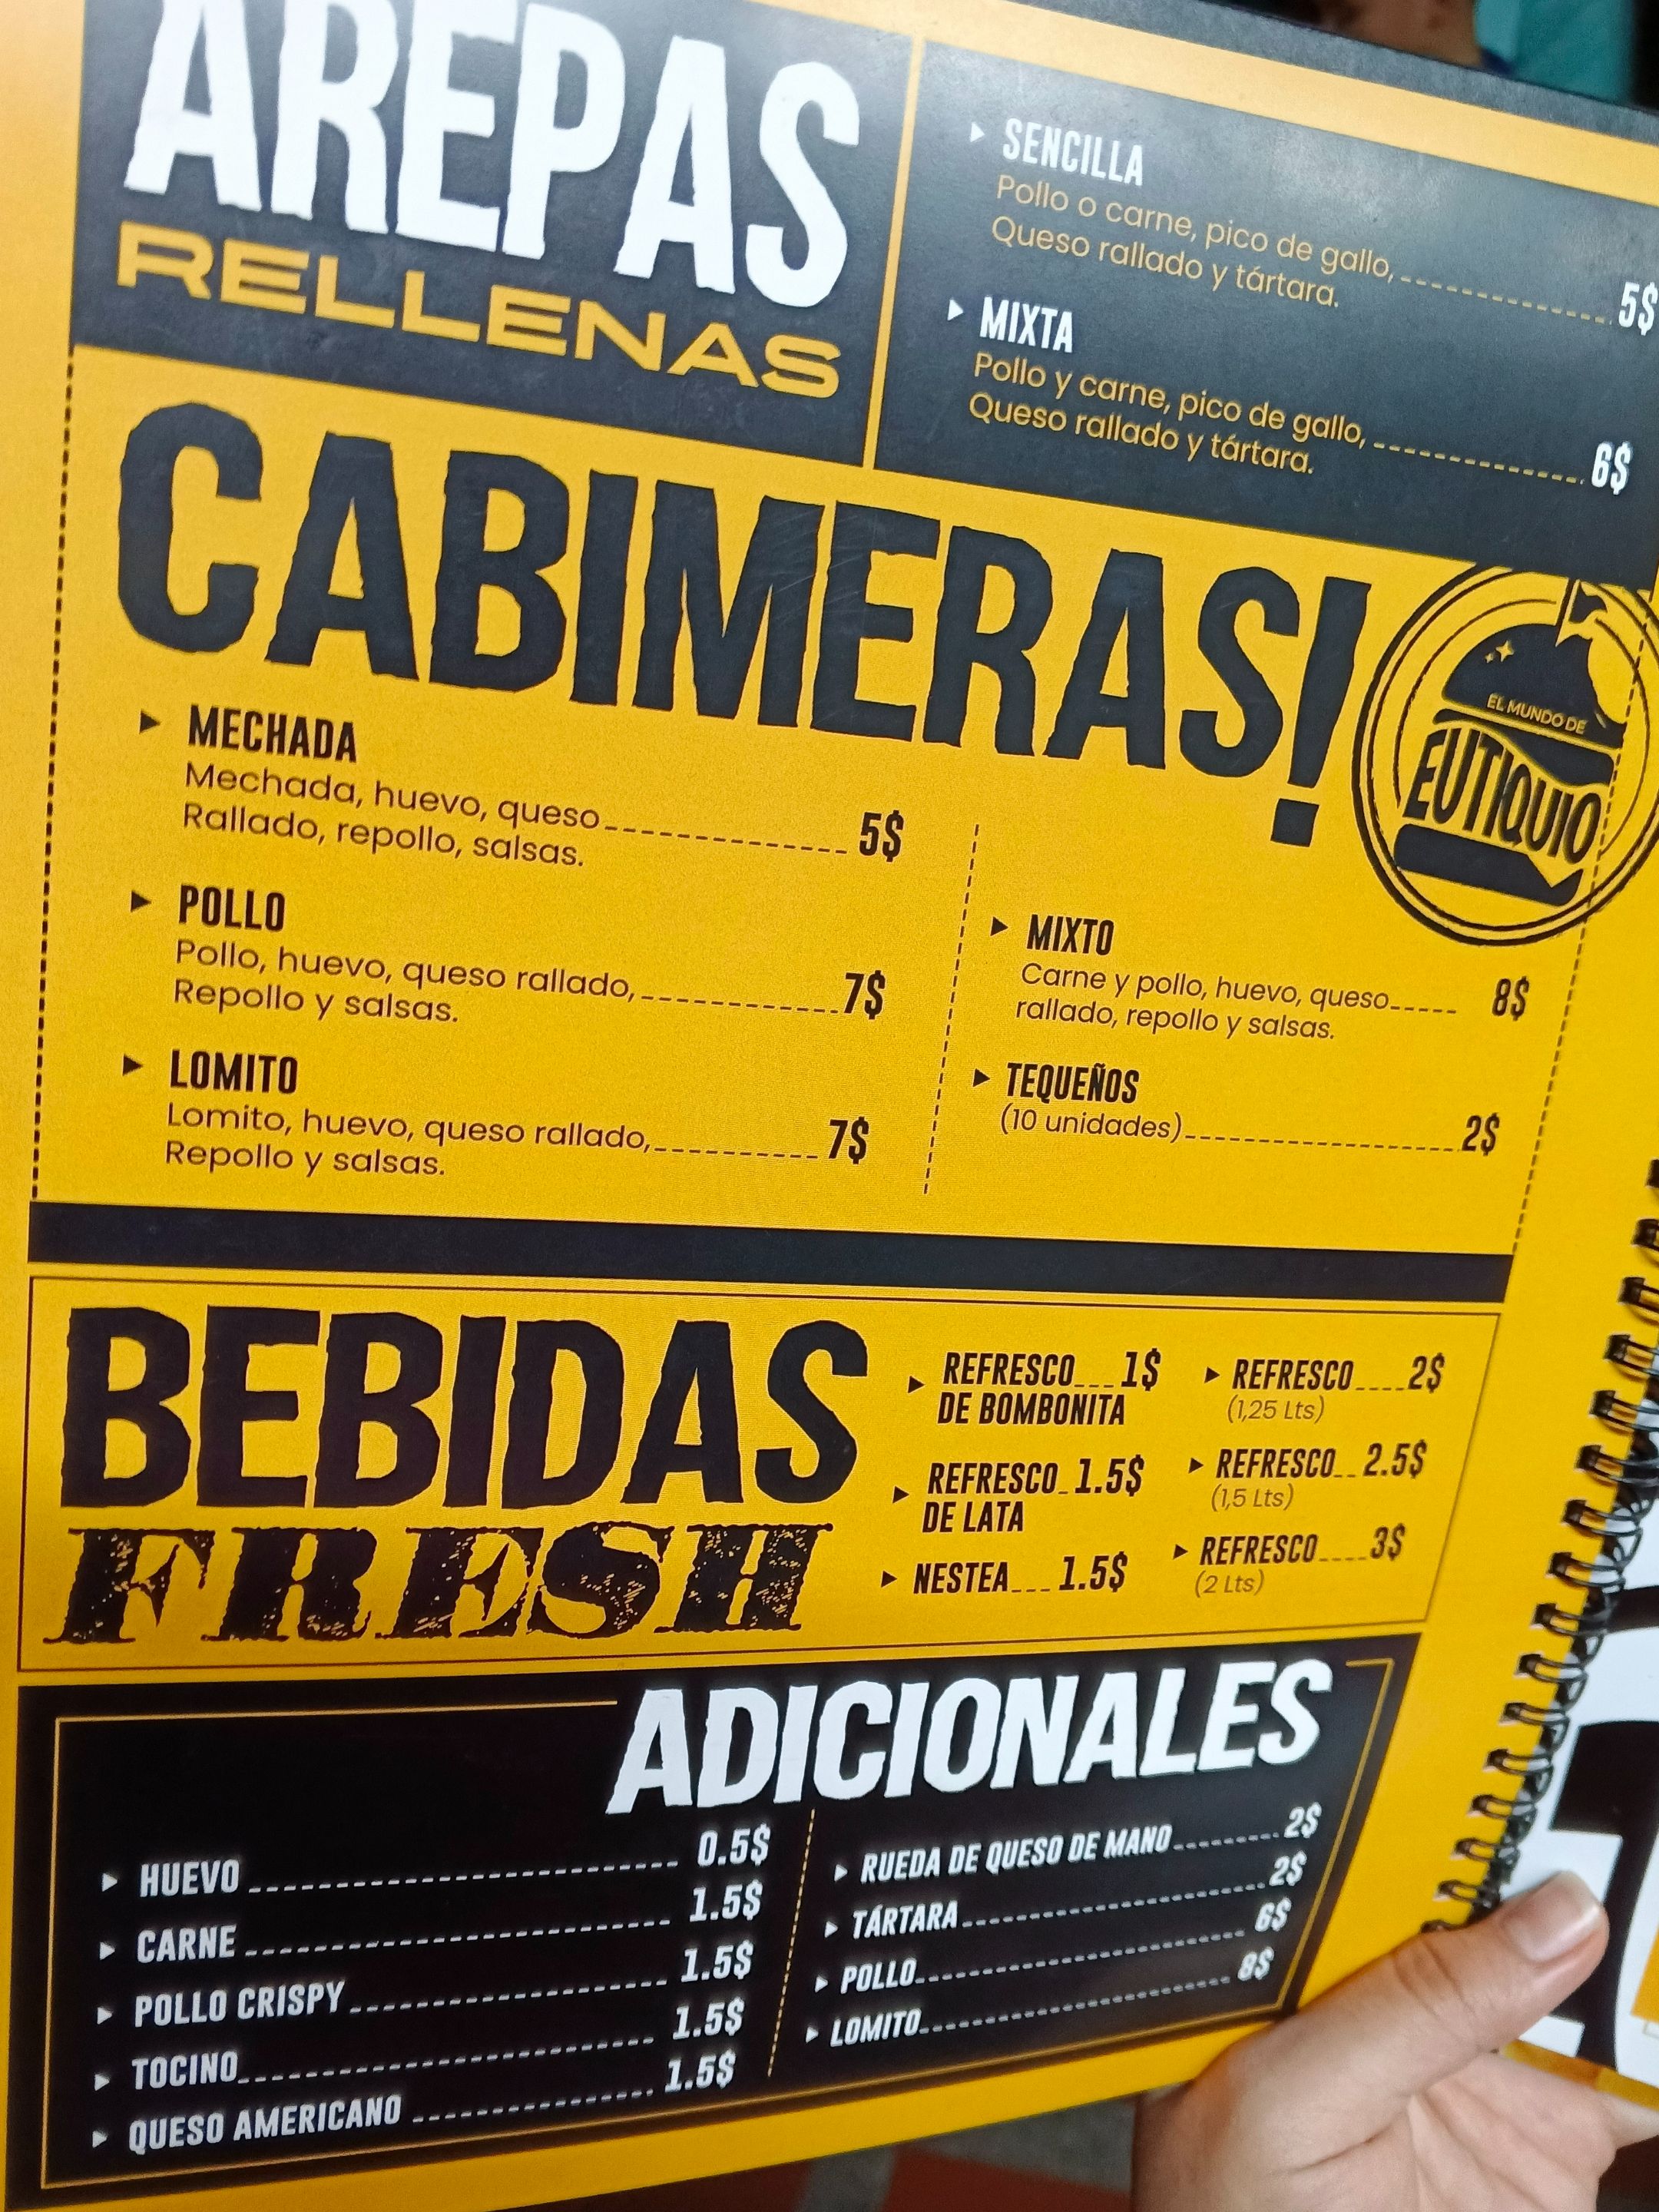 AREPAS
RELLENAS
SENCILLA
Pollo o carne, pico de gallo, 5$
Queso rallado y tártara.
MIXTA
Pollo y carne, pico de gallo, 6$
Queso rallado y tártara.
CABIMERAS!
EL MUNDO DE
EUTIQUIO
MECHADA
Mechada, huevo, queso 5$
Rallado, repollo, salsas.
POLLO
Pollo, huevo, queso rallado, 7$
Repollo y salsas.
LOMITO
Lomito, huevo, queso rallado, 7$
Repollo y salsas.
MIXTO
Carne y pollo, huevo, queso 8$
rallado, repollo y salsas.
TEQUEÑOS
(10 unidades) 2$
BEBIDAS
FRESH
REFRESCO 1$
DE BOMBONITA
REFRESCO 1.5$
DE LATA
NESTEA 1.5$
REFRESCO 2$
(1,25 Lts)
REFRESCO 2.5$
(1,5 Lts)
REFRESCO 3$
(2 Lts)
ADICIONALES
HUEVO 0.5$
CARNE 1.5$
POLLO CRISPY 1.5$
TOCINO 1.5$
QUESO AMERICANO 1.5$
RUEDA DE QUESO DE MANO 2$
TÁRTARA 2$
POLLO 6$
LOMITO 8$